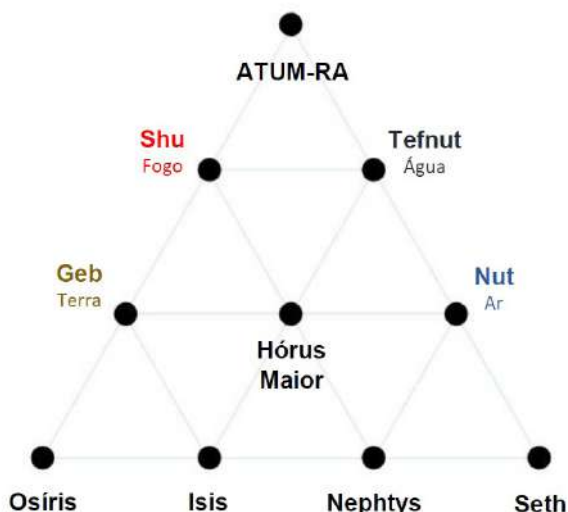 ATUM-RA
Shu
Fogo
Tefnut
Água
Geb
Terra
Nut
Ar
Hórus
Maior
Osíris
Isis
Nephtys
Seth